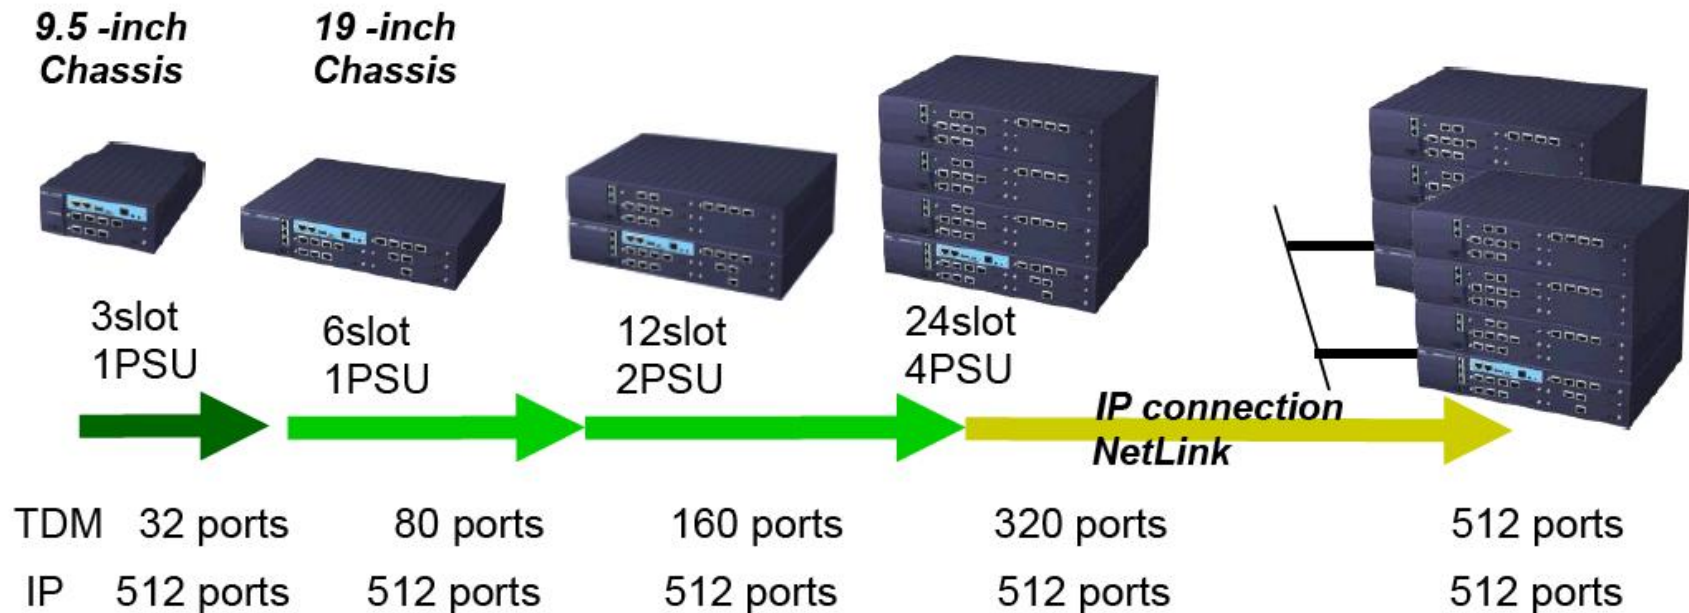 9.5 -inch
Chassis
19 -inch
Chassis
3slot
1PSU
6slot
1PSU
12slot
2PSU
24slot
4PSU
IP connection
NetLink
TDM 32 ports 80 ports 160 ports 320 ports 512 ports
IP 512 ports 512 ports 512 ports 512 ports 512 ports